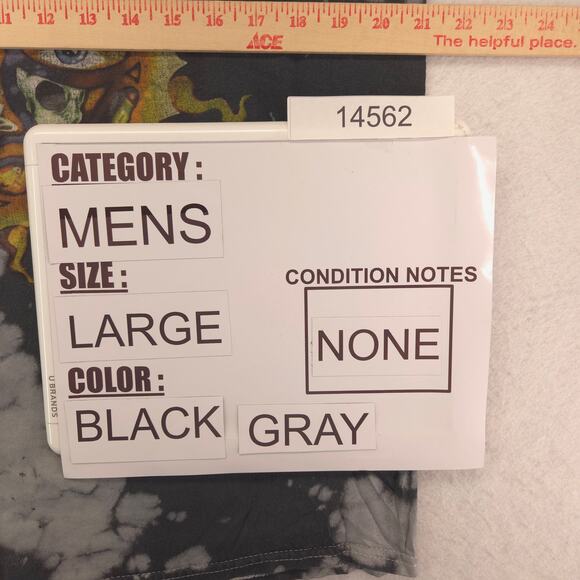 12 13 14 15 16 17 18 19 20 21 22 23 24
ACE
The helpful place.
14562
CATEGORY :
MENS
SIZE :
LARGE
COLOR :
BLACK GRAY
CONDITION NOTES
NONE
U BRANDS